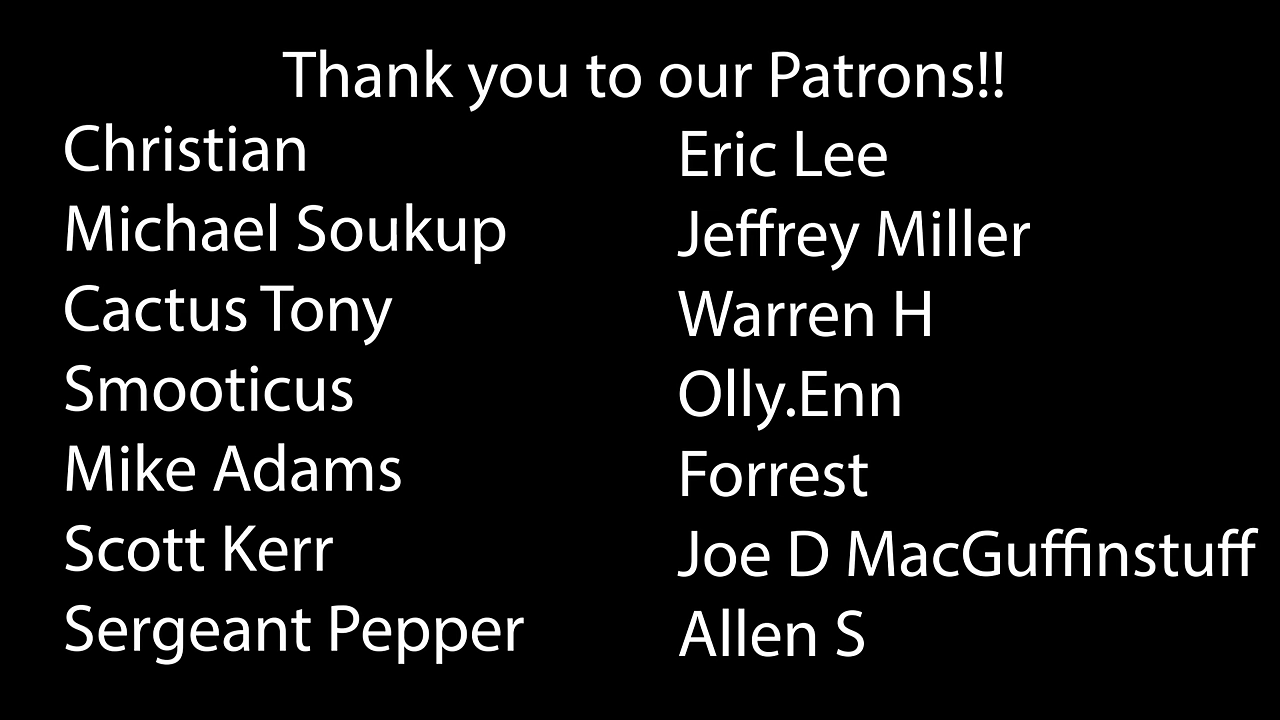 Thank you to our Patrons!!
Christian
Michael Soukup
Cactus Tony
Smooticus
Mike Adams
Scott Kerr
Sergeant Pepper
Eric Lee
Jeffrey Miller
Warren H
Olly.Enn
Forrest
Joe D MacGuffinstuff
Allen S